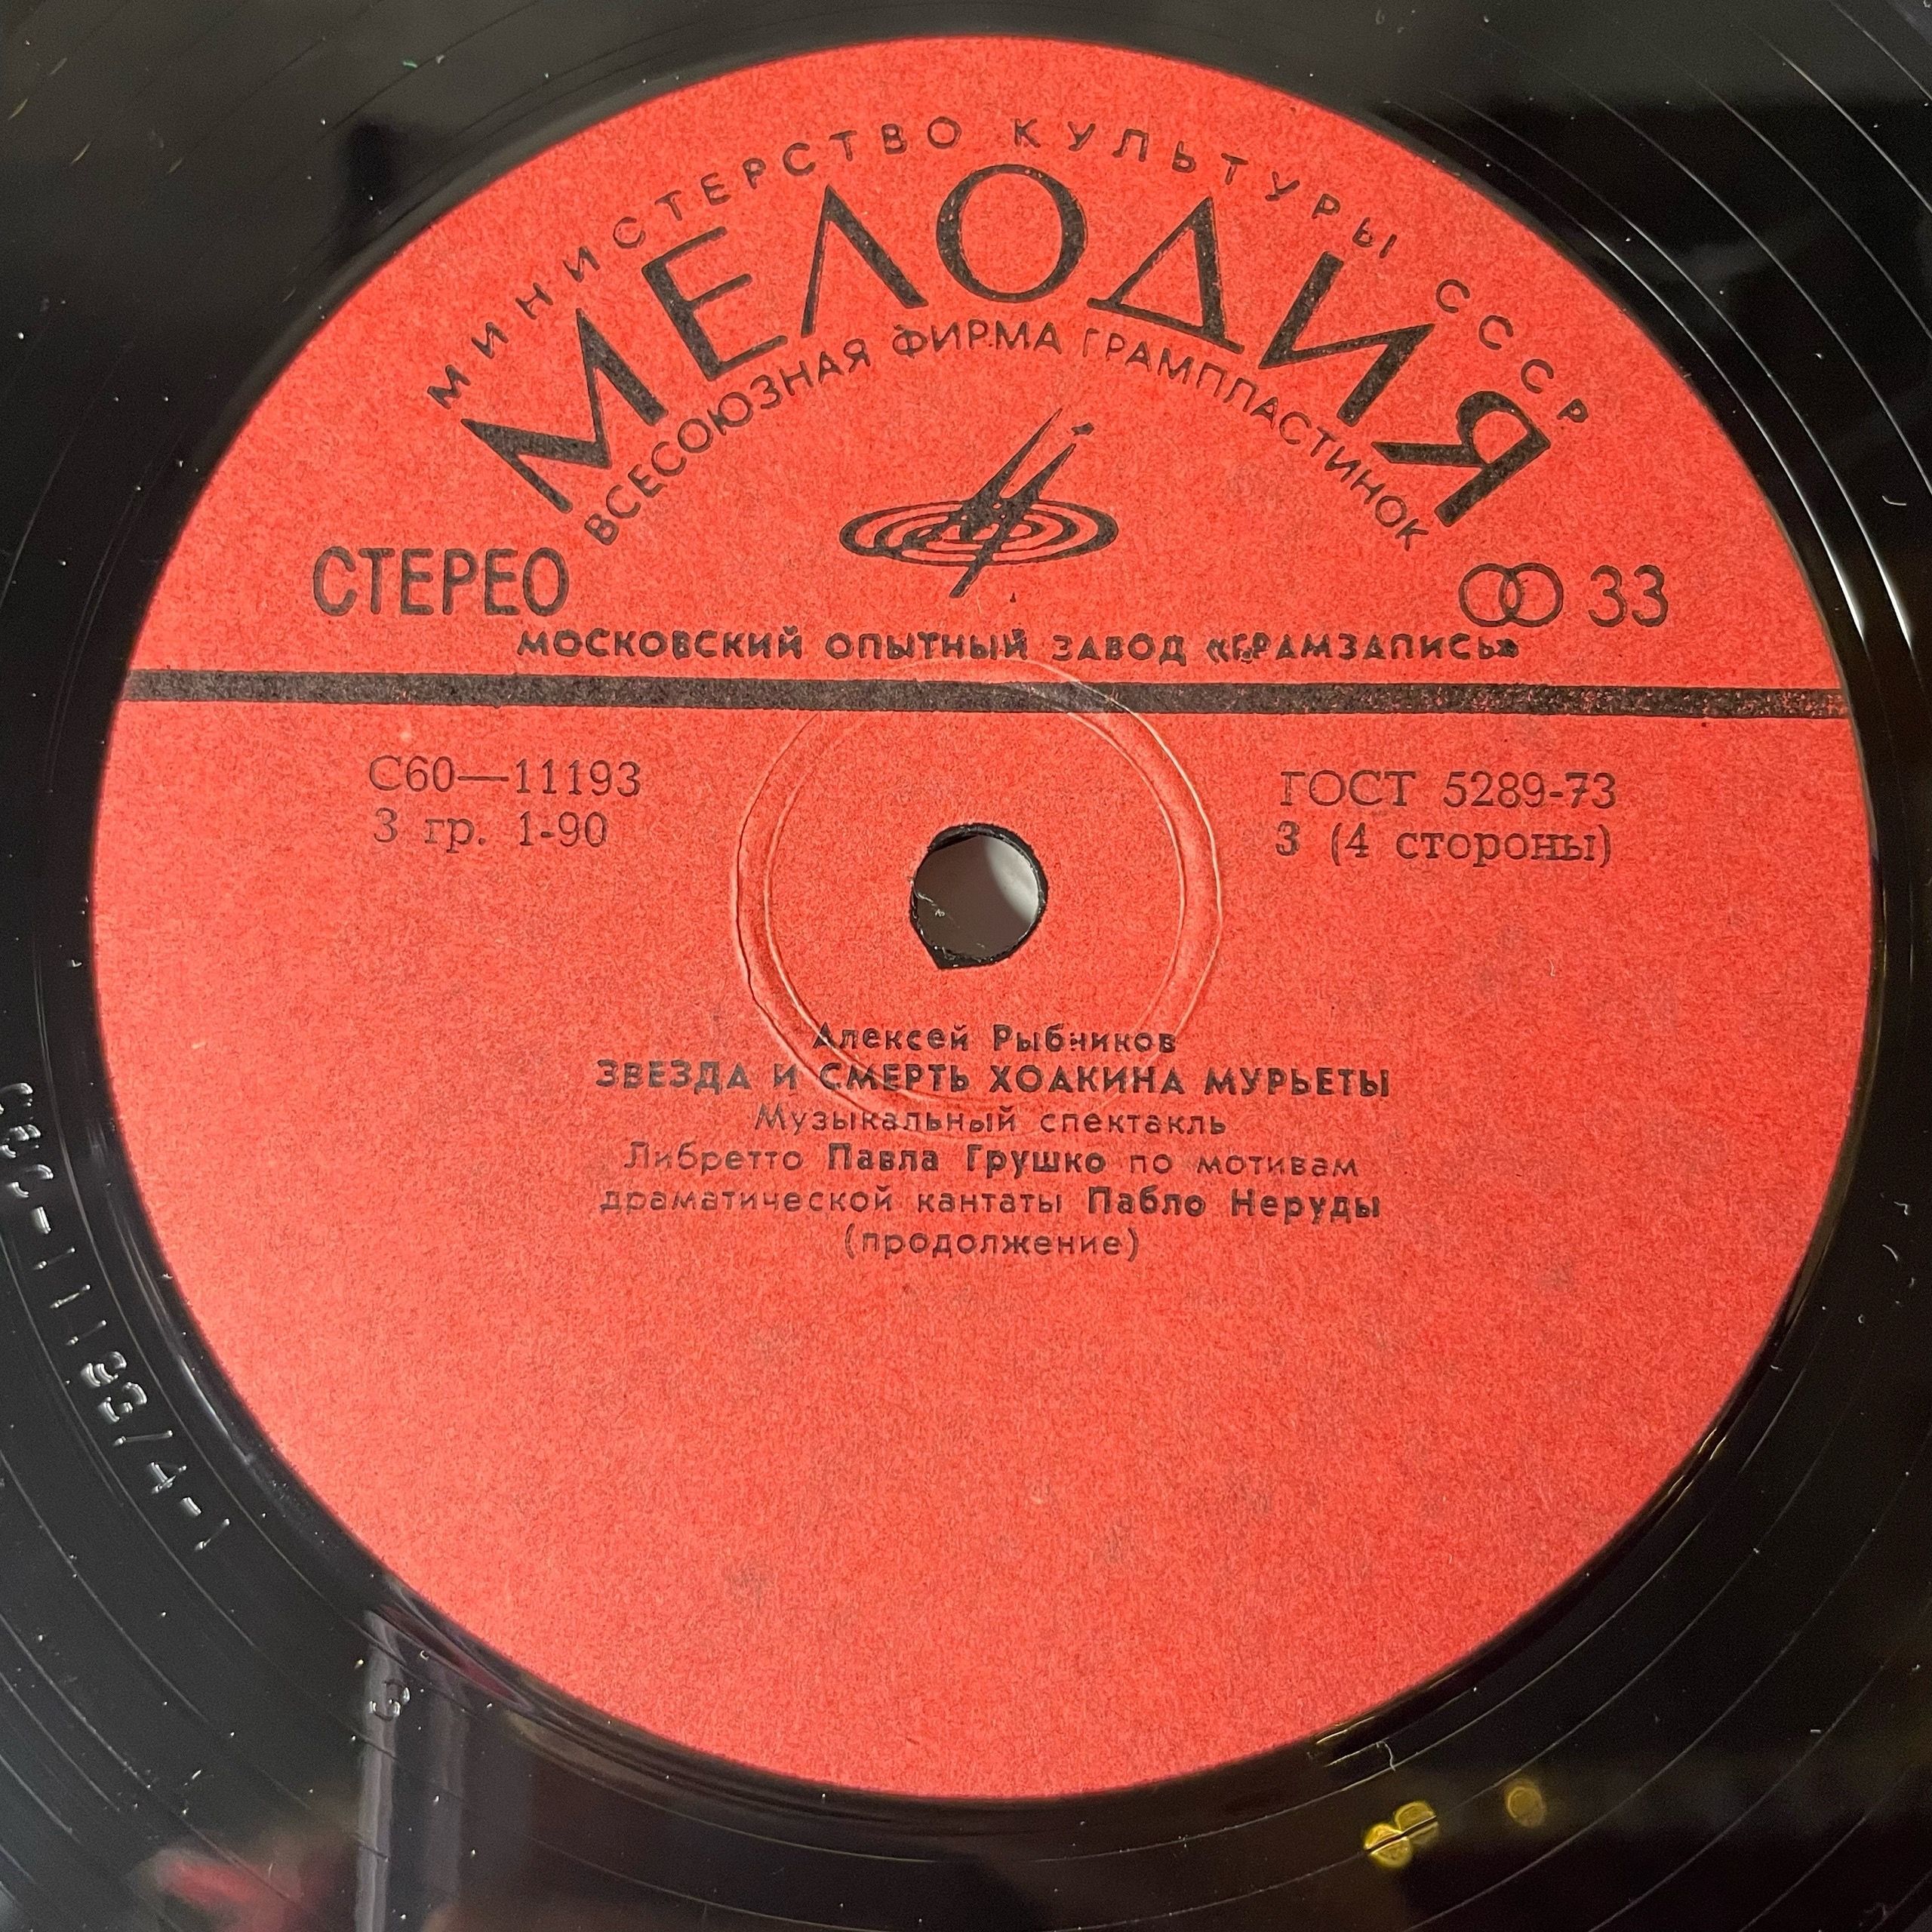 МИНИСТЕРСТВО КУЛЬТУРЫ СССР
МЕЛОДИЯ
ВСЕСОЮЗНАЯ ФИРМА ГРАМПЛАСТИНОК
СТЕРЕО
33
МОСКОВСКИЙ ОПЫТНЫЙ ЗАВОД «ГРАМЗАПИСЬ»
С60—11193
ГОСТ 5289-73
3 гр. 1-90
3 (4 стороны)
Алексей Рыбников
ЗВЕЗДА И СМЕРТЬ ХОАКИНА МУРЬЕТЫ
Музыкальный спектакль
Либретто Павла Грушко по мотивам
драматической кантаты Пабло Неруды
(продолжение)
3